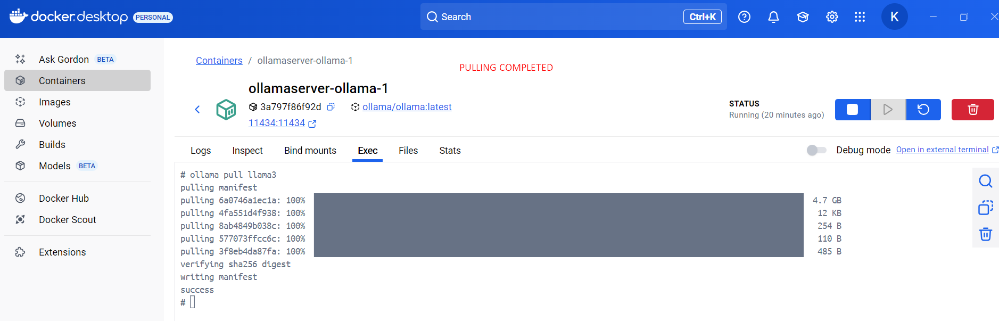 docker.desktop PERSONAL
Search
Ctrl+K
K
Ask Gordon BETA
Containers
Images
Volumes
Builds
Models BETA
Docker Hub
Docker Scout
Extensions
Containers / ollamaserver-ollama-1
PULLING COMPLETED
ollamaserver-ollama-1
3a797f86f92d ollama/ollama:latest
11434:11434
STATUS
Running (20 minutes ago)
Logs Inspect Bind mounts Exec Files Stats
Debug mode Open in external terminal
# ollama pull llama3
pulling manifest
pulling 6a0746a1ec1a: 100% 4.7 GB
pulling 4fa551d4f938: 100% 12 KB
pulling 8ab4849b038c: 100% 254 B
pulling 577073ffcc6c: 100% 110 B
pulling 3f8eb4da87fa: 100% 485 B
verifying sha256 digest
writing manifest
success
#